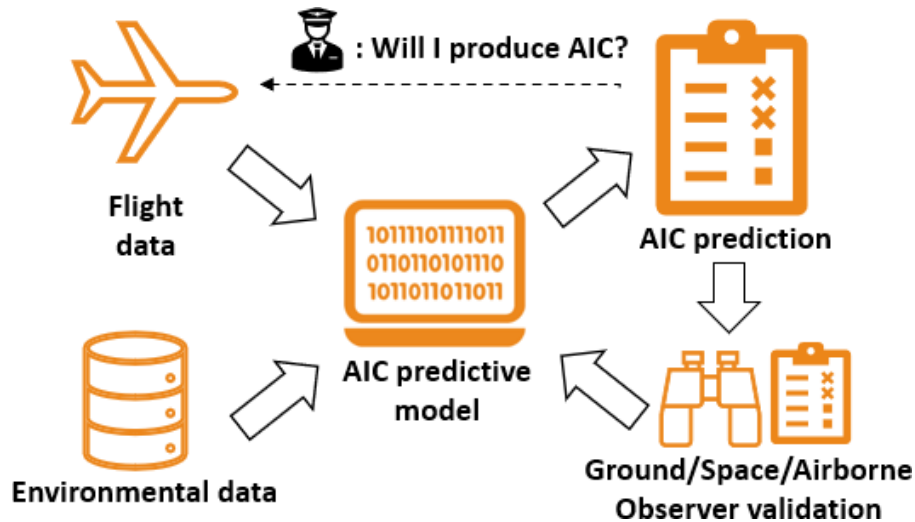 : Will I produce AIC?
Flight
data
AIC prediction
10111101111011
0110110101110
1011011011011
AIC predictive
model
Environmental data
Ground/Space/Airborne
Observer validation